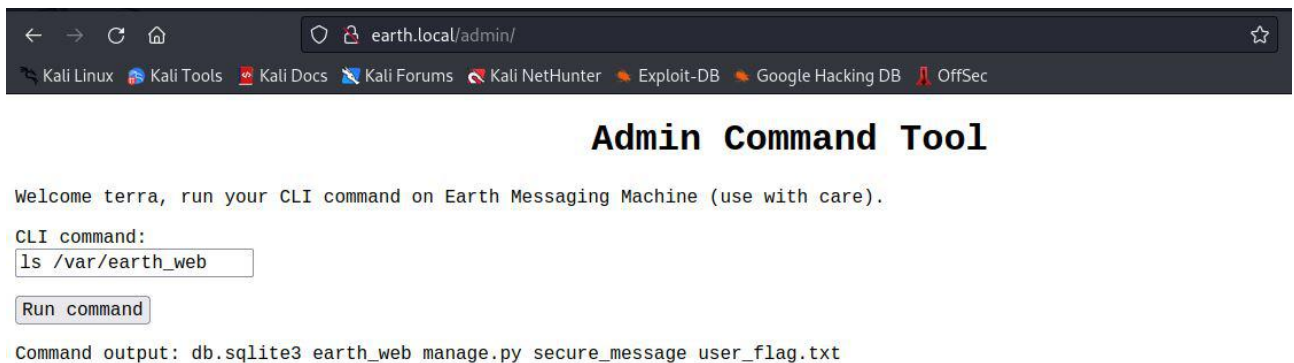 earth.local/admin/
Kali Linux Kali Tools Kali Docs Kali Forums Kali NetHunter Exploit-DB Google Hacking DB OffSec
Admin Command Tool
Welcome terra, run your CLI command on Earth Messaging Machine (use with care).
CLI command:
ls /var/earth_web
Run command
Command output: db.sqlite3 earth_web manage.py secure_message user_flag.txt